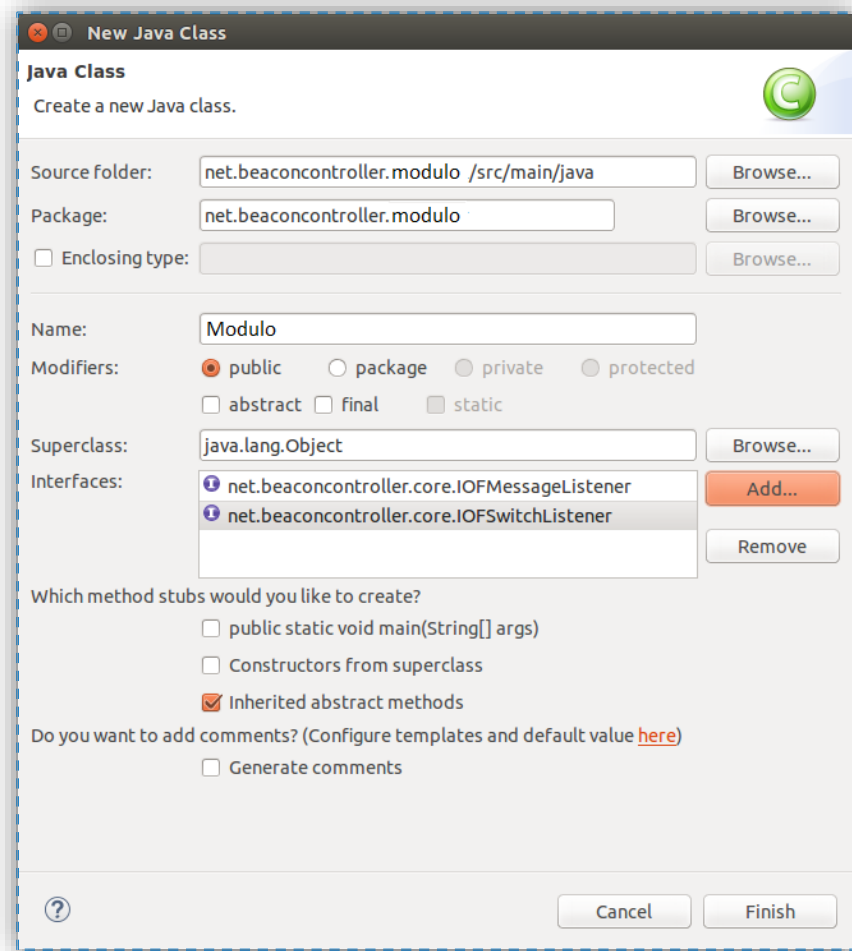 New Java Class
Java Class
Create a new Java class.
Source folder: net.beaconcontroller.modulo /src/main/java Browse...
Package: net.beaconcontroller.modulo Browse...
Enclosing type: Browse...
Name: Modulo
Modifiers: public package private protected
abstract final static
Superclass: java.lang.Object Browse...
Interfaces: net.beaconcontroller.core.IOFMessageListener Add...
net.beaconcontroller.core.IOFSwitchListener
Remove
Which method stubs would you like to create?
public static void main(String[] args)
Constructors from superclass
Inherited abstract methods
Do you want to add comments? (Configure templates and default value here)
Generate comments
Cancel Finish